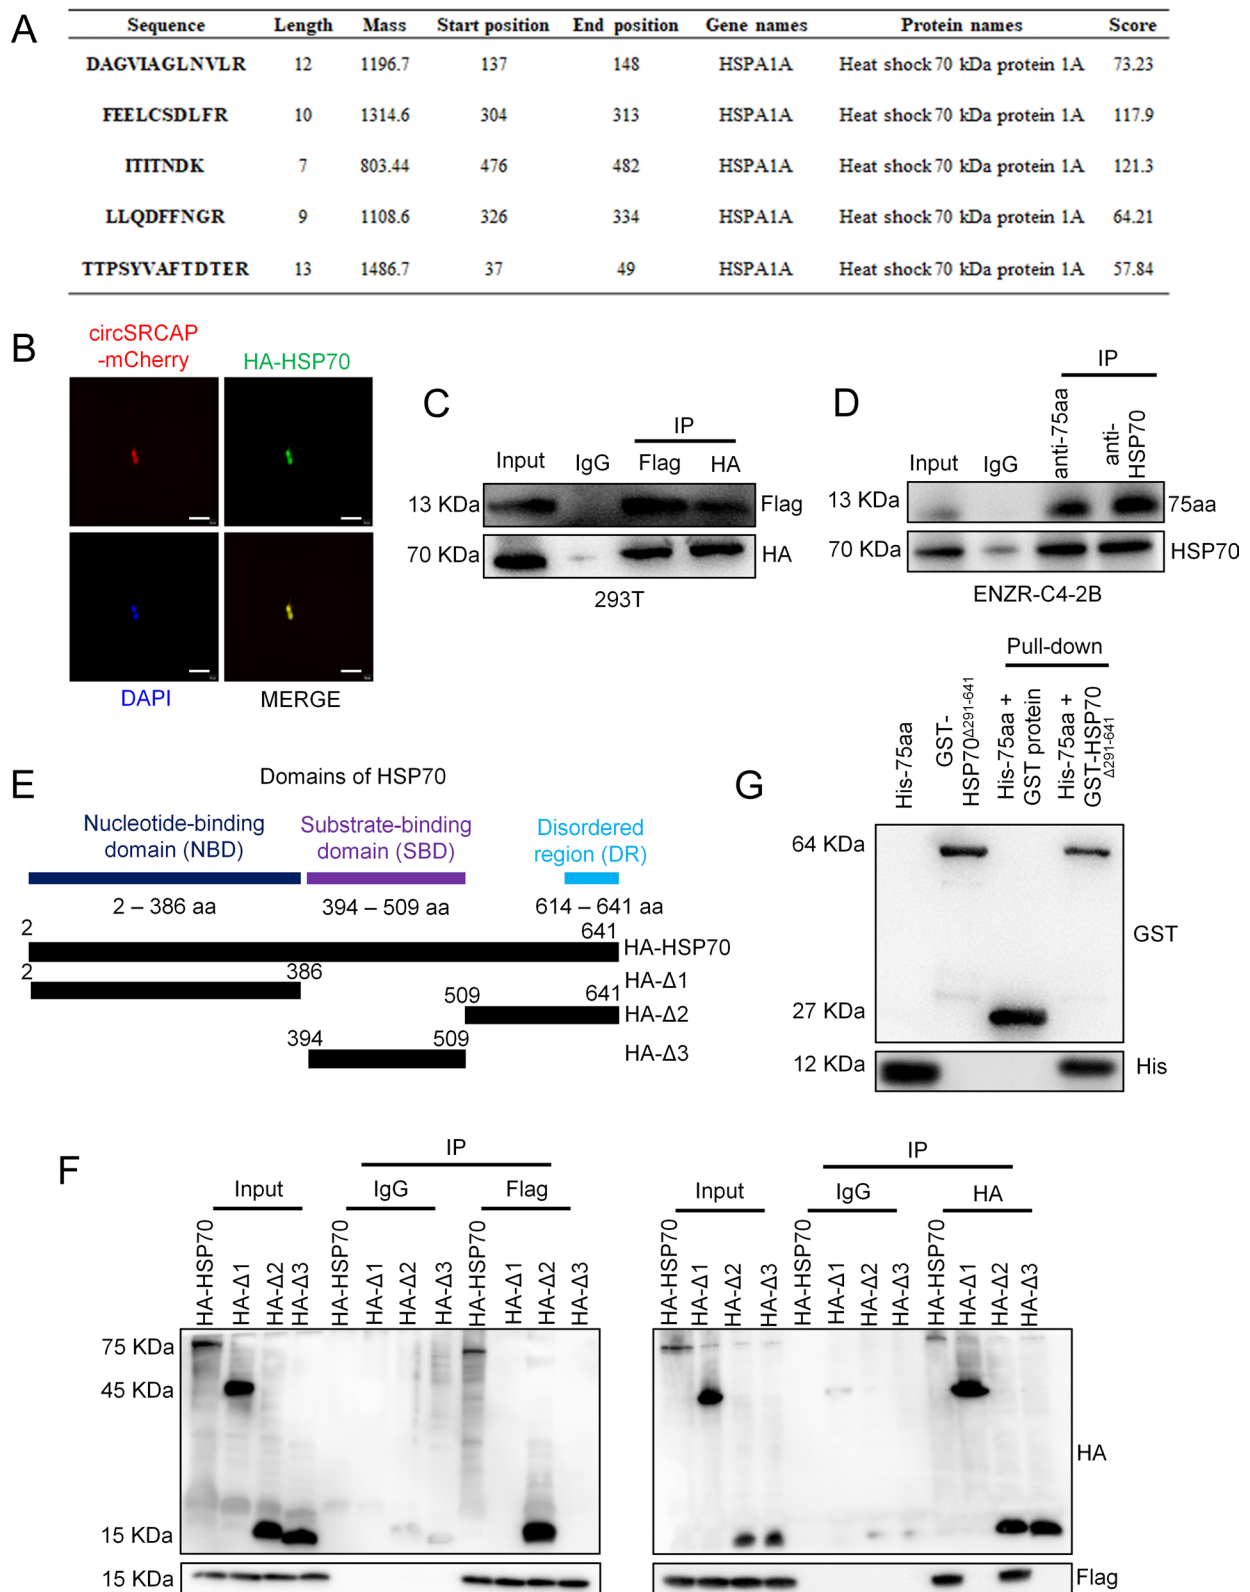 A
Sequence Length Mass Start position End position Gene names Protein names Score
DAGVIAGLNVLR 12 1196.7 137 148 HSPA1A Heat shock 70 kDa protein 1A 73.23
FEELCSDLFR 10 1314.6 304 313 HSPA1A Heat shock 70 kDa protein 1A 117.9
ITITNDK 7 803.44 476 482 HSPA1A Heat shock 70 kDa protein 1A 121.3
LLQDFFNGR 9 1108.6 326 334 HSPA1A Heat shock 70 kDa protein 1A 64.21
TTPSYVAFTDTER 13 1486.7 37 49 HSPA1A Heat shock 70 kDa protein 1A 57.84
B
circSRCAP
-mCherry
HA-HSP70
DAPI
MERGE
C
IP
Input IgG Flag HA
13 KDa
Flag
70 KDa
HA
293T
D
IP
Input IgG
anti-75aa
anti-
HSP70
13 KDa
75aa
70 KDa
HSP70
ENZR-C4-2B
E
Domains of HSP70
Nucleotide-binding
domain (NBD)
Substrate-binding
domain (SBD)
Disordered
region (DR)
2 – 386 aa
394 – 509 aa
614 – 641 aa
2
641
HA-HSP70
2
386
HA-Δ1
509
641
HA-Δ2
394
509
HA-Δ3
G
Pull-down
His-75aa
GST-
HSP70Δ291-641
His-75aa +
GST protein
His-75aa +
GST-HSP70
Δ291-641
64 KDa
GST
27 KDa
12 KDa
His
F
IP
Input IgG Flag
HA-HSP70
HA-Δ1
HA-Δ2
HA-Δ3
HA-HSP70
HA-Δ1
HA-Δ2
HA-Δ3
HA-HSP70
HA-Δ1
HA-Δ2
HA-Δ3
75 KDa
45 KDa
15 KDa
15 KDa
IP
Input IgG HA
HA-HSP70
HA-Δ1
HA-Δ2
HA-Δ3
HA-HSP70
HA-Δ1
HA-Δ2
HA-Δ3
HA-HSP70
HA-Δ1
HA-Δ2
HA-Δ3
HA
Flag